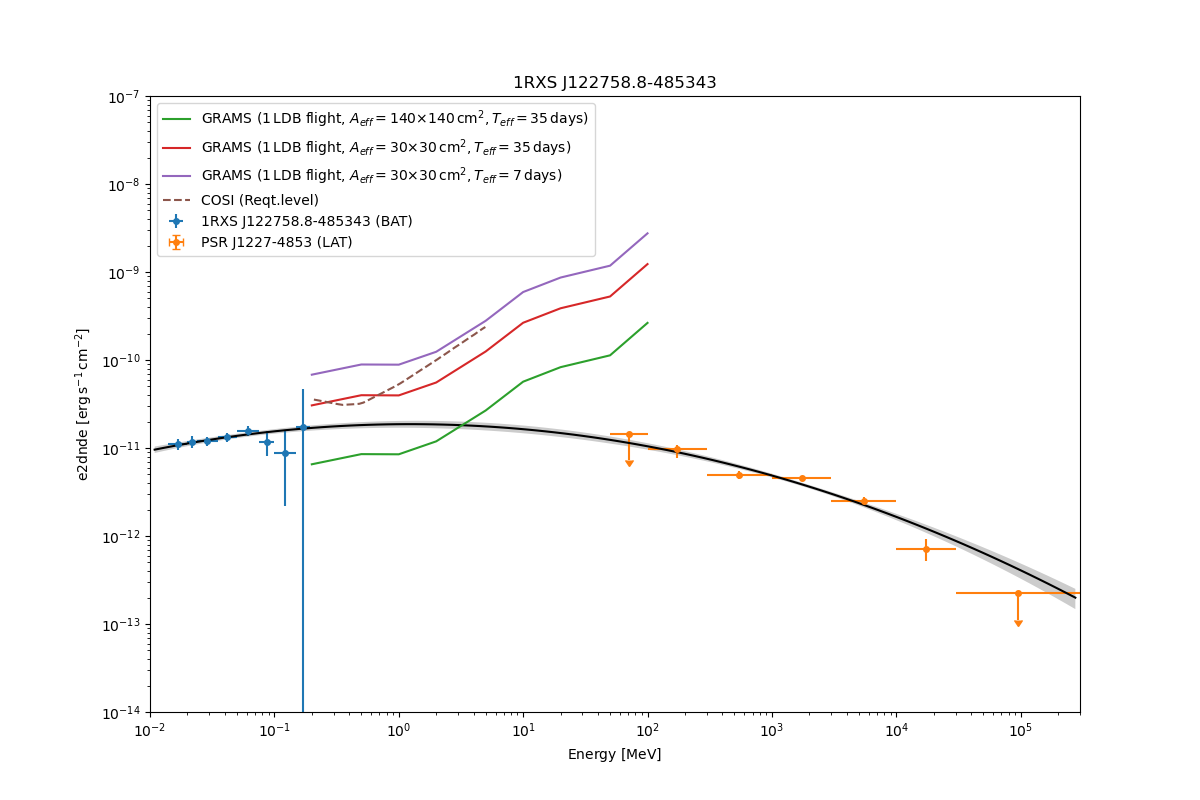 1RXS J122758.8-485343
10⁻⁷
GRAMS (1 LDB flight, A_eff = 140×140 cm², T_eff = 35 days)
GRAMS (1 LDB flight, A_eff = 30×30 cm², T_eff = 35 days)
GRAMS (1 LDB flight, A_eff = 30×30 cm², T_eff = 7 days)
COSI (Reqt.level)
1RXS J122758.8-485343 (BAT)
PSR J1227-4853 (LAT)
10⁻⁸
10⁻⁹
10⁻¹⁰
10⁻¹¹
10⁻¹²
10⁻¹³
10⁻¹⁴
e2dnde [erg s⁻¹ cm⁻²]
10⁻² 10⁻¹ 10⁰ 10¹ 10² 10³ 10⁴ 10⁵
Energy [MeV]